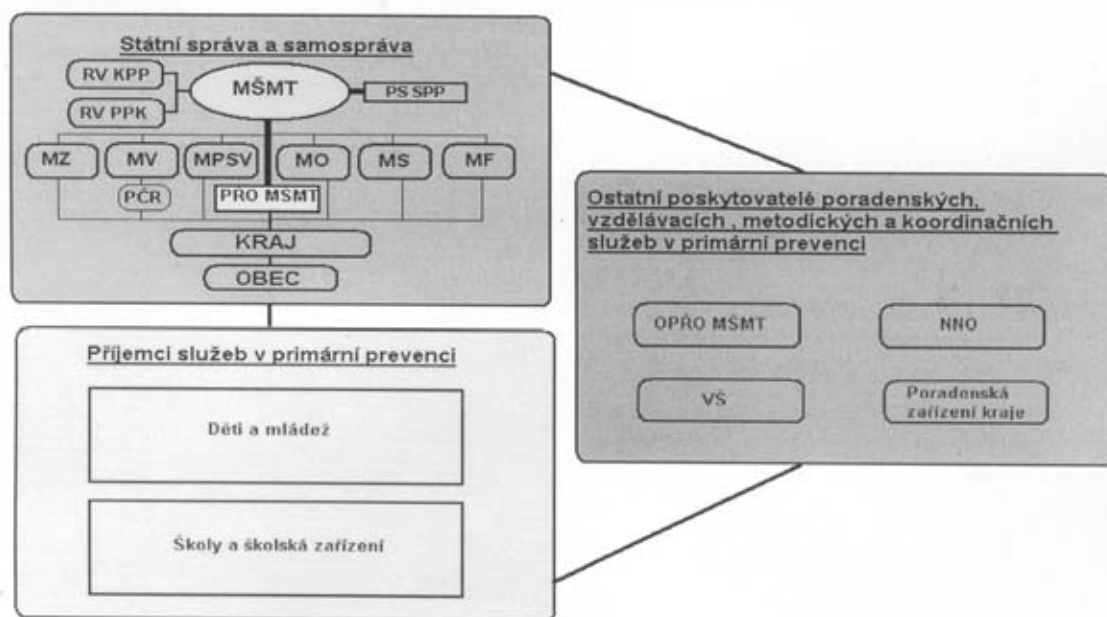 Státní správa a samospráva
RV KPP
MŠMT
PS SPP
RV PPK
MZ
MV
MPSV
MO
MS
MF
PČR
PŘO MŠMT
KRAJ
OBEC
Ostatní poskytovatelé poradenských,
vzdělávacích , metodických a koordinačních
služeb v primární prevenci
OPŘO MŠMT
NNO
VŠ
Poradenská
zařízení kraje
Příjemci služeb v primární prevenci
Děti a mládež
Školy a školská zařízení